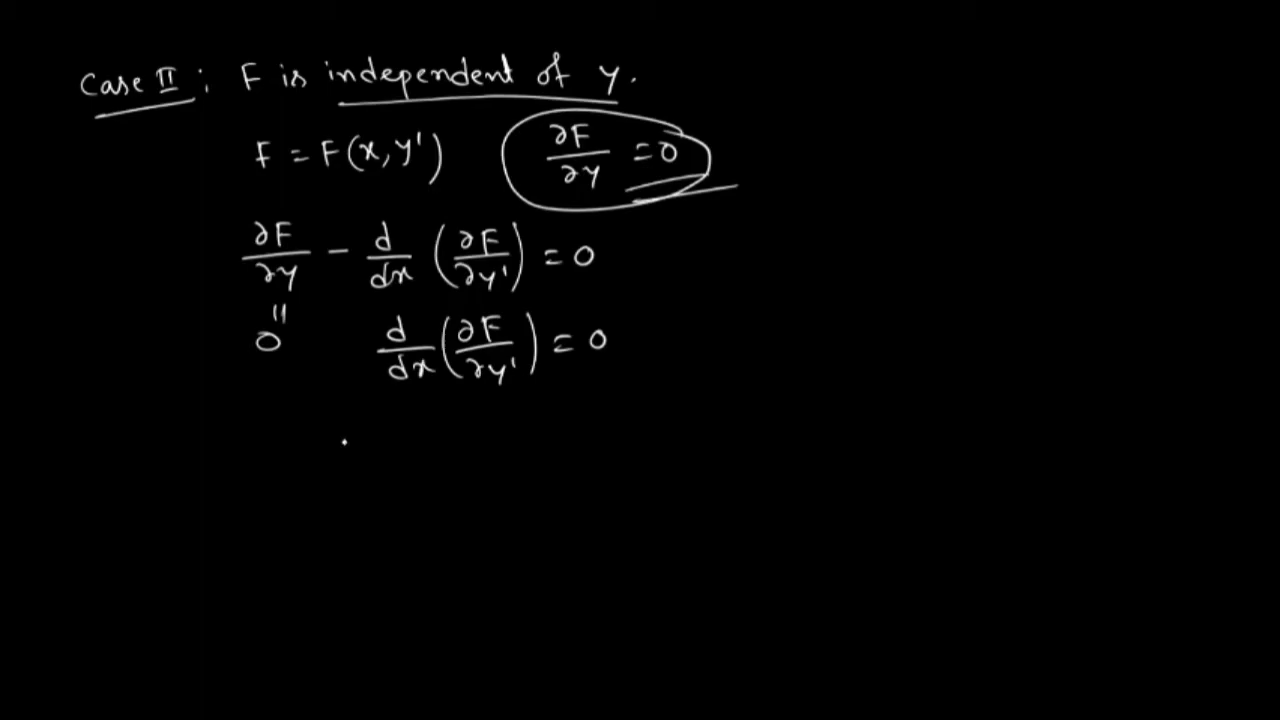 Case II : F is independent of y.
F = F(x, y') ∂F/∂y = 0
∂F/∂y - d/dx (∂F/∂y') = 0
0 d/dx (∂F/∂y') = 0